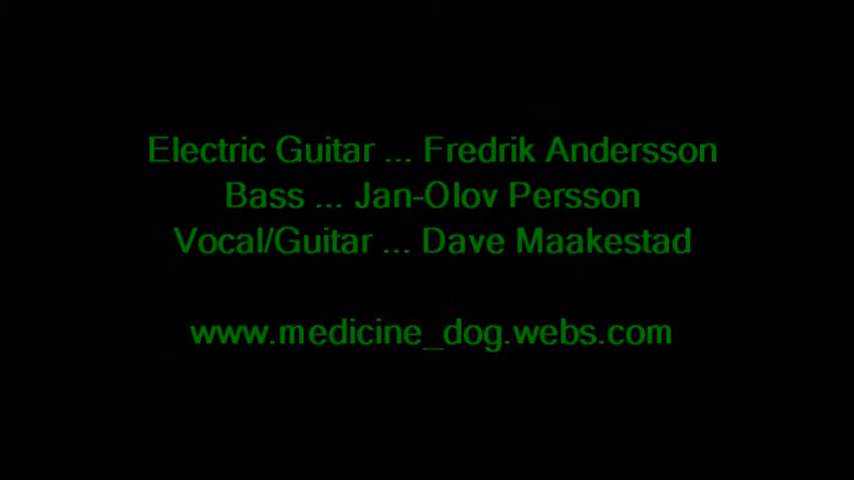 Electric Guitar ... Fredrik Andersson
Bass ... Jan-Olov Persson
Vocal/Guitar ... Dave Maakestad
www.medicine_dog.webs.com